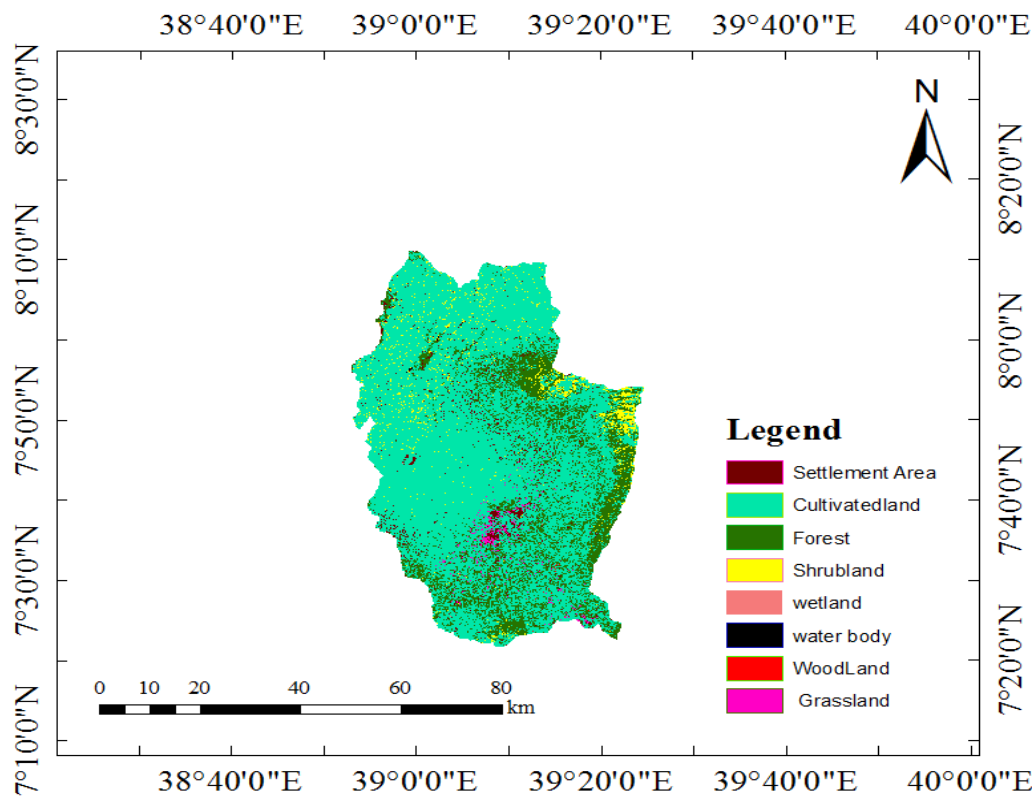 38°40'0"E 39°0'0"E 39°20'0"E 39°40'0"E 40°0'0"E
N
8°30'0"N
8°20'0"N
8°10'0"N
8°0'0"N
7°50'0"N
7°40'0"N
7°30'0"N
7°20'0"N
7°10'0"N
Legend
Settlement Area
Cultivatedland
Forest
Shrubland
wetland
water body
WoodLand
Grassland
0 10 20 40 60 80
km
38°40'0"E 39°0'0"E 39°20'0"E 39°40'0"E 40°0'0"E